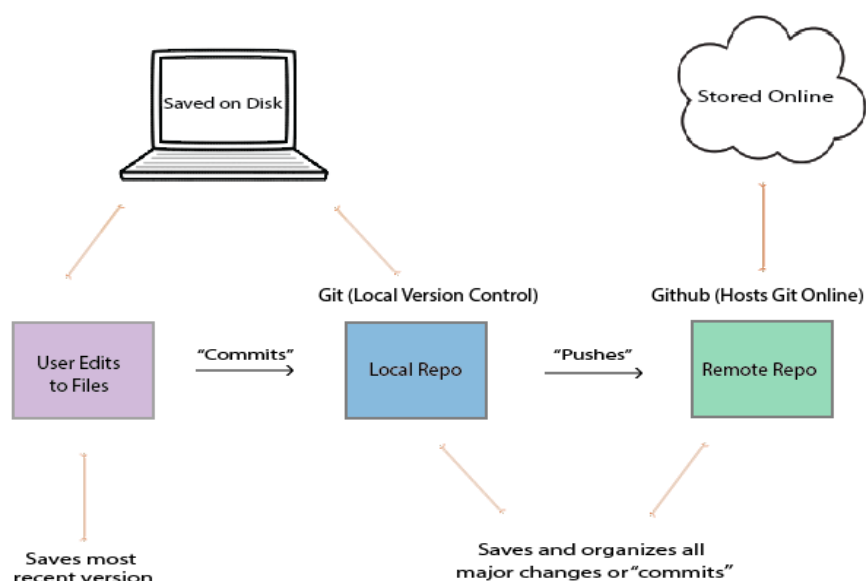 Saved on Disk
Stored Online
Git (Local Version Control)
Github (Hosts Git Online)
User Edits
to Files
“Commits”
Local Repo
“Pushes”
Remote Repo
Saves most
recent version
Saves and organizes all
major changes or “commits”